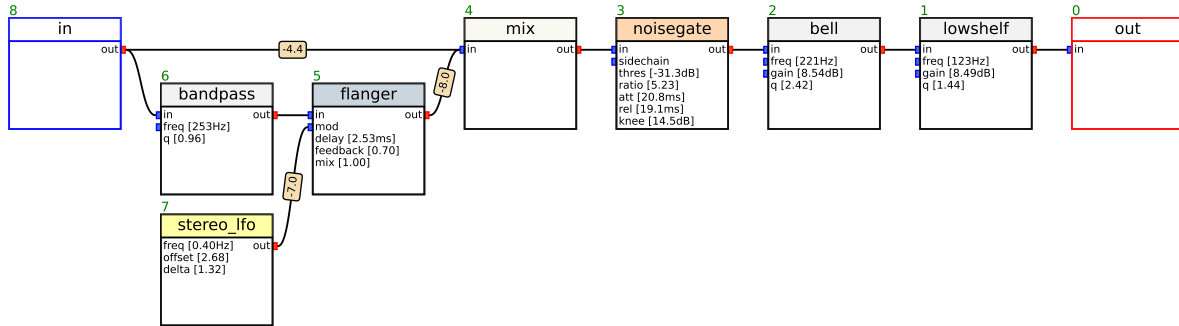 8
in
out
-4.4
6
bandpass
in
out
freq [253Hz]
q [0.96]
7
stereo_lfo
freq [0.40Hz]
out
offset [2.68]
delta [1.32]
-7.0
5
flanger
in
out
mod
delay [2.53ms]
feedback [0.70]
mix [1.00]
-8.0
4
mix
in
out
3
noisegate
in
out
sidechain
thres [-31.3dB]
ratio [5.23]
att [20.8ms]
rel [19.1ms]
knee [14.5dB]
2
bell
in
out
freq [221Hz]
gain [8.54dB]
q [2.42]
1
lowshelf
in
out
freq [123Hz]
gain [8.49dB]
q [1.44]
0
out
in